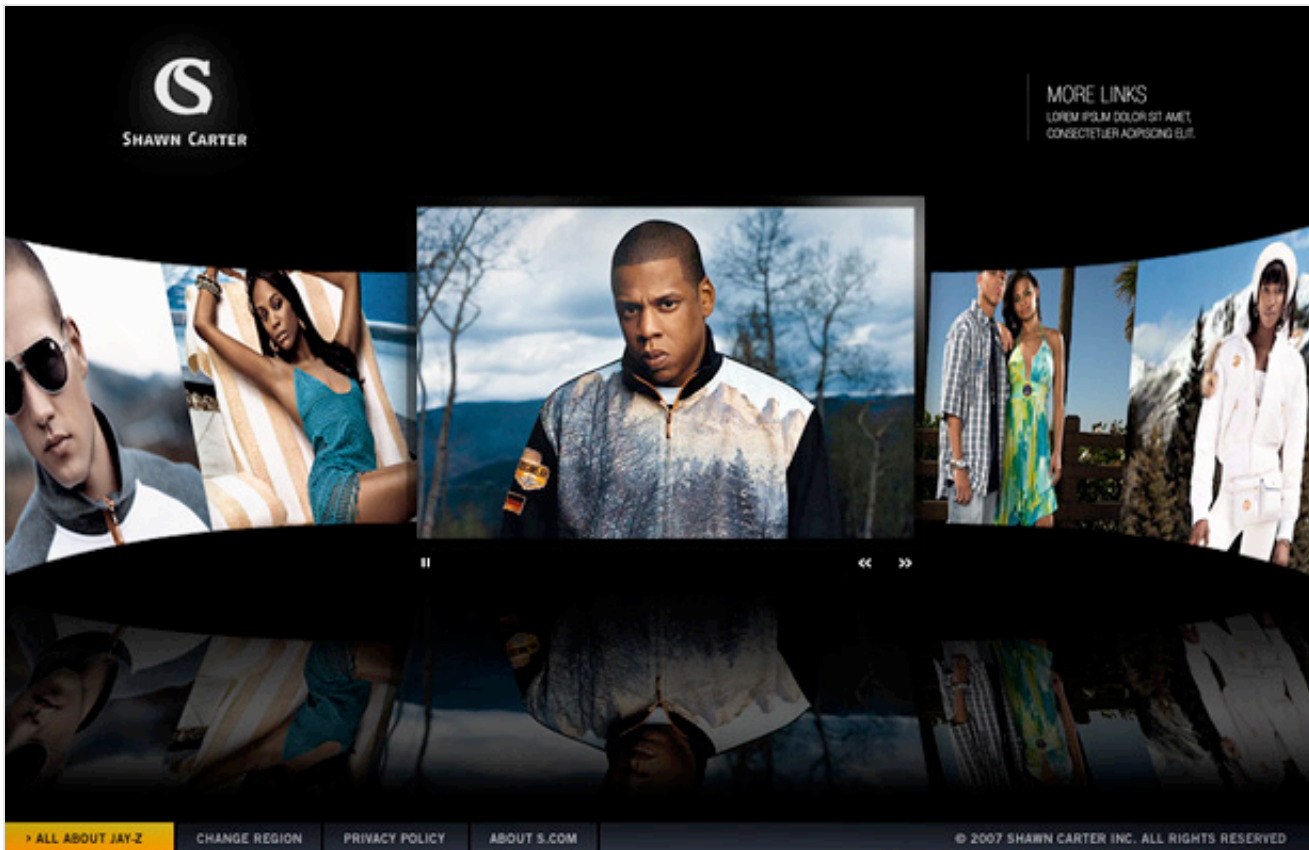 SHAWN CARTER
MORE LINKS
LOREM IPSUM DOLOR SIT AMET,
CONSECTETUER ADIPISCING ELIT.
> ALL ABOUT JAY-Z
CHANGE REGION
PRIVACY POLICY
ABOUT S.COM
© 2007 SHAWN CARTER INC. ALL RIGHTS RESERVED